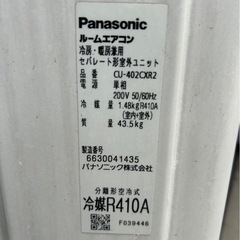 Panasonic
ルームエアコン
冷房・暖房兼用
セパレート形室外ユニット
品番 CU-402CXR2
電源 単相
200V 50/60Hz
冷媒量 1.48kg R410A
(室内+室外)
質量 43.5kg
製造番号
6630041435
パナソニック株式会社
分離形空冷式
冷媒R410A
F039446